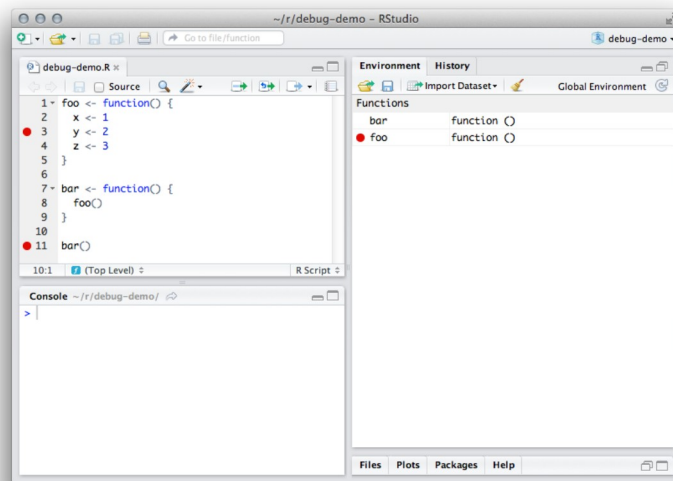 ~/r/debug-demo – RStudio
Go to file/function
debug-demo
debug-demo.R
Source
1 foo <- function() {
2 x <- 1
3 y <- 2
4 z <- 3
5 }
6
7 bar <- function() {
8 foo()
9 }
10
11 bar()
10:1 (Top Level) R Script
Console ~/r/debug-demo/
>
Environment History
Import Dataset Global Environment
Functions
bar function ()
foo function ()
Files Plots Packages Help